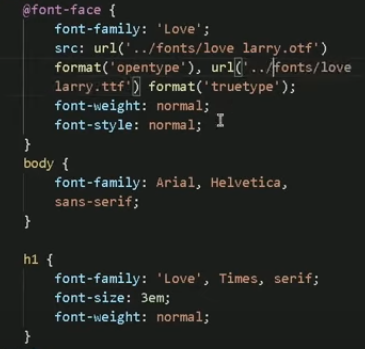 @font-face {
font-family: 'Love';
src: url('../fonts/love larry.otf')
format('opentype'), url('../fonts/love
larry.ttf') format('truetype');
font-weight: normal;
font-style: normal;
}
body {
font-family: Arial, Helvetica,
sans-serif;
}
h1 {
font-family: 'Love', Times, serif;
font-size: 3em;
font-weight: normal;
}